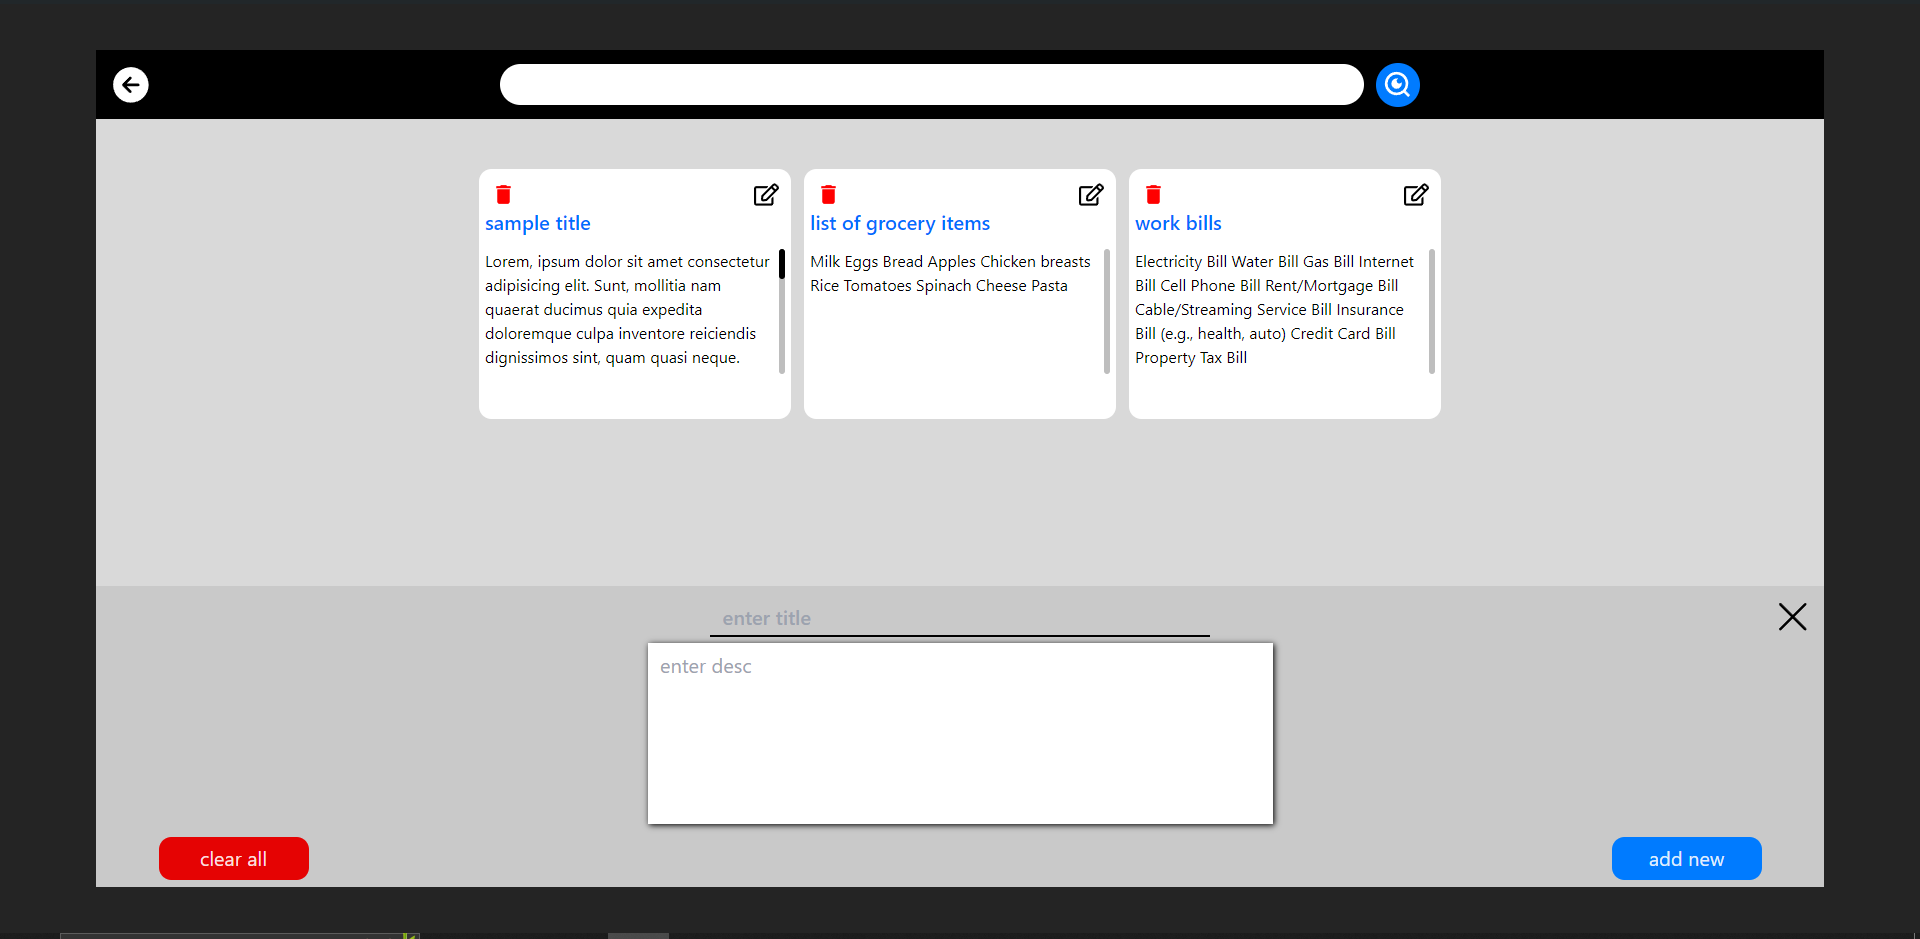 sample title
Lorem, ipsum dolor sit amet consectetur
adipisicing elit. Sunt, mollitia nam
quaerat ducimus quia expedita
doloremque culpa inventore reiciendis
dignissimos sint, quam quasi neque.
list of grocery items
Milk Eggs Bread Apples Chicken breasts
Rice Tomatoes Spinach Cheese Pasta
work bills
Electricity Bill Water Bill Gas Bill Internet
Bill Cell Phone Bill Rent/Mortgage Bill
Cable/Streaming Service Bill Insurance
Bill (e.g., health, auto) Credit Card Bill
Property Tax Bill
enter title
enter desc
clear all
add new